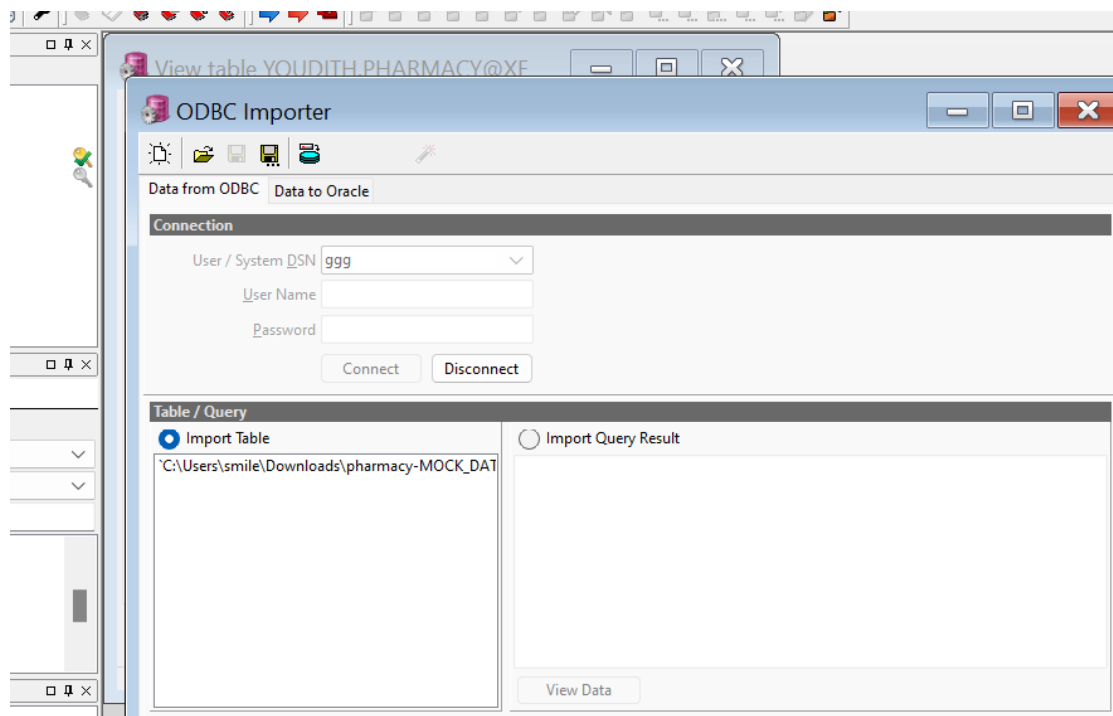 View table YOUDITH.PHARMACY@XE
ODBC Importer
Data from ODBC Data to Oracle
Connection
User / System DSN ggg
User Name
Password
Connect Disconnect
Table / Query
Import Table Import Query Result
`C:\Users\smile\Downloads\pharmacy-MOCK_DAT
View Data